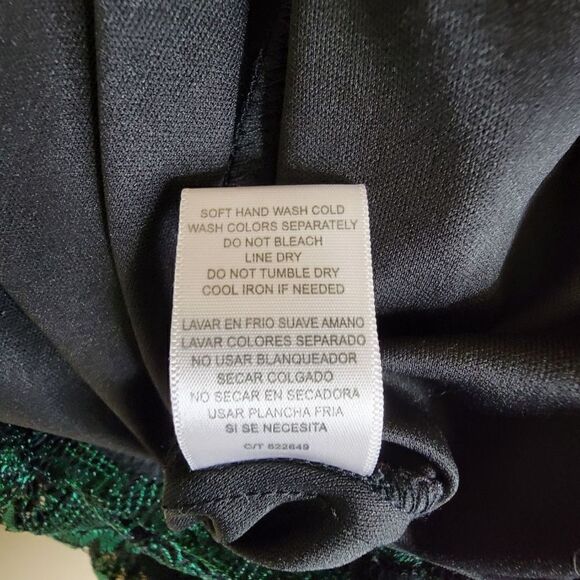 SOFT HAND WASH COLD
WASH COLORS SEPARATELY
DO NOT BLEACH
LINE DRY
DO NOT TUMBLE DRY
COOL IRON IF NEEDED
LAVAR EN FRIO SUAVE AMANO
LAVAR COLORES SEPARADO
NO USAR BLANQUEADOR
SECAR COLGADO
NO SECAR EN SECADORA
USAR PLANCHA FRIA
SI SE NECESITA
C/T 522649